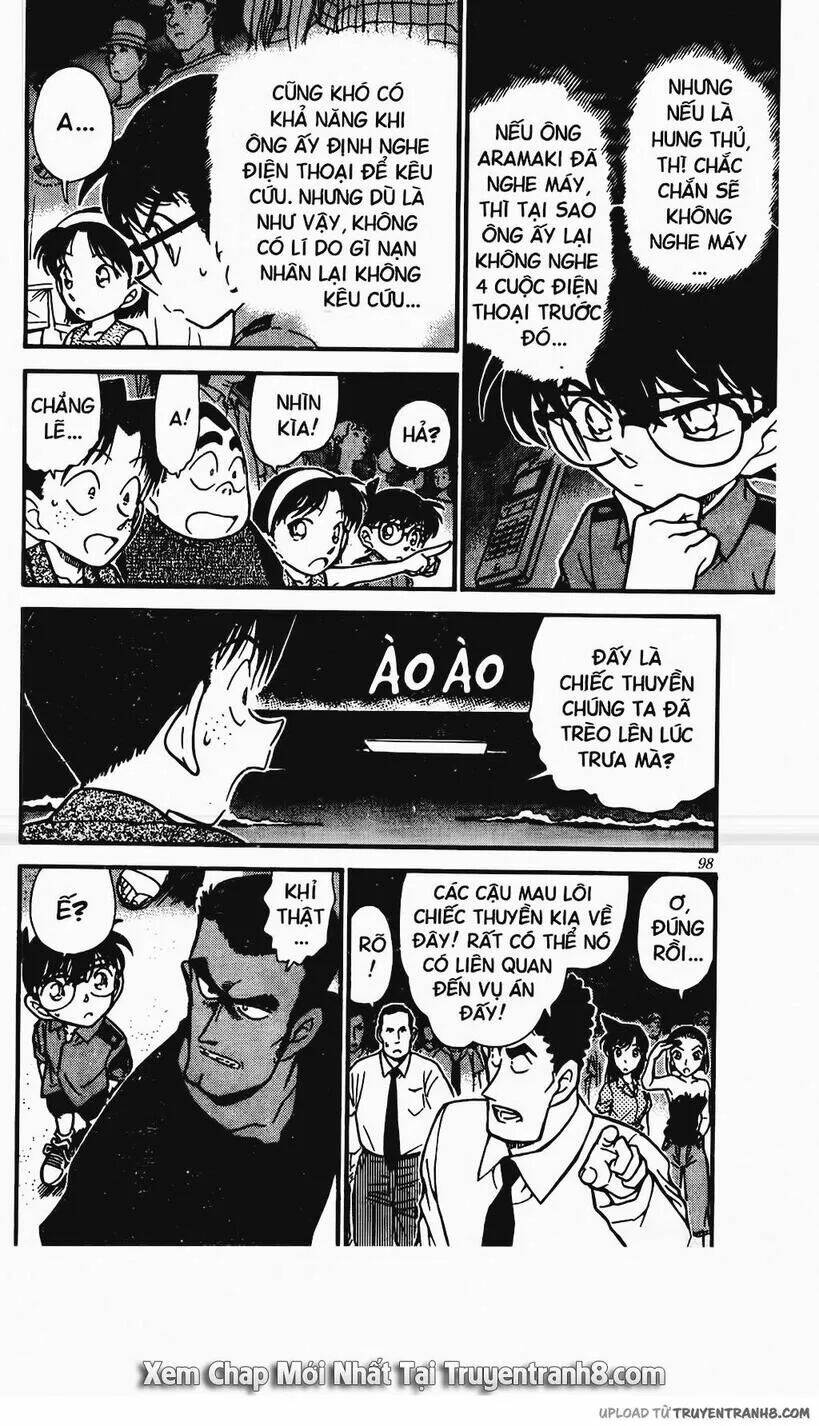 NHƯNG
NẾU LÀ
HUNG THỦ,
THÌ CHẮC
CHẮN SẼ
KHÔNG
NGHE MÁY
...
NẾU ÔNG
ARAMAKI ĐÃ
NGHE MÁY,
THÌ TẠI SAO
ÔNG ẤY LẠI
KHÔNG NGHE
4 CUỘC ĐIỆN
THOẠI TRƯỚC
ĐÓ...
CŨNG KHÓ CÓ
KHẢ NĂNG KHI
ÔNG ẤY ĐỊNH NGHE
ĐIỆN THOẠI ĐỂ KÊU
CỨU. NHƯNG DÙ LÀ
NHƯ VẬY, KHÔNG
CÓ LÍ DO GÌ NẠN
NHÂN LẠI KHÔNG
KÊU CỨU...
A...
HẢ?
NHÌN
KÌA!
A!
CHẲNG
LẼ...
ĐẤY LÀ
CHIẾC THUYỀN
CHÚNG TA ĐÃ
TRÈO LÊN LÚC
TRƯA MÀ?
ÀO ÀO
98
Ơ,
ĐÚNG
RỒI...
CÁC CẬU MAU LÔI
CHIẾC THUYỀN KIA VỀ
ĐÂY! RẤT CÓ THỂ NÓ
CÓ LIÊN QUAN
ĐẾN VỤ ÁN
ĐẤY!
RÕ
!
KHỈ
THẬT
...
Ế?
Xem Chap Mới Nhất Tại Truyentranh8.com
UPLOAD TỪ TRUYENTRANH8.COM